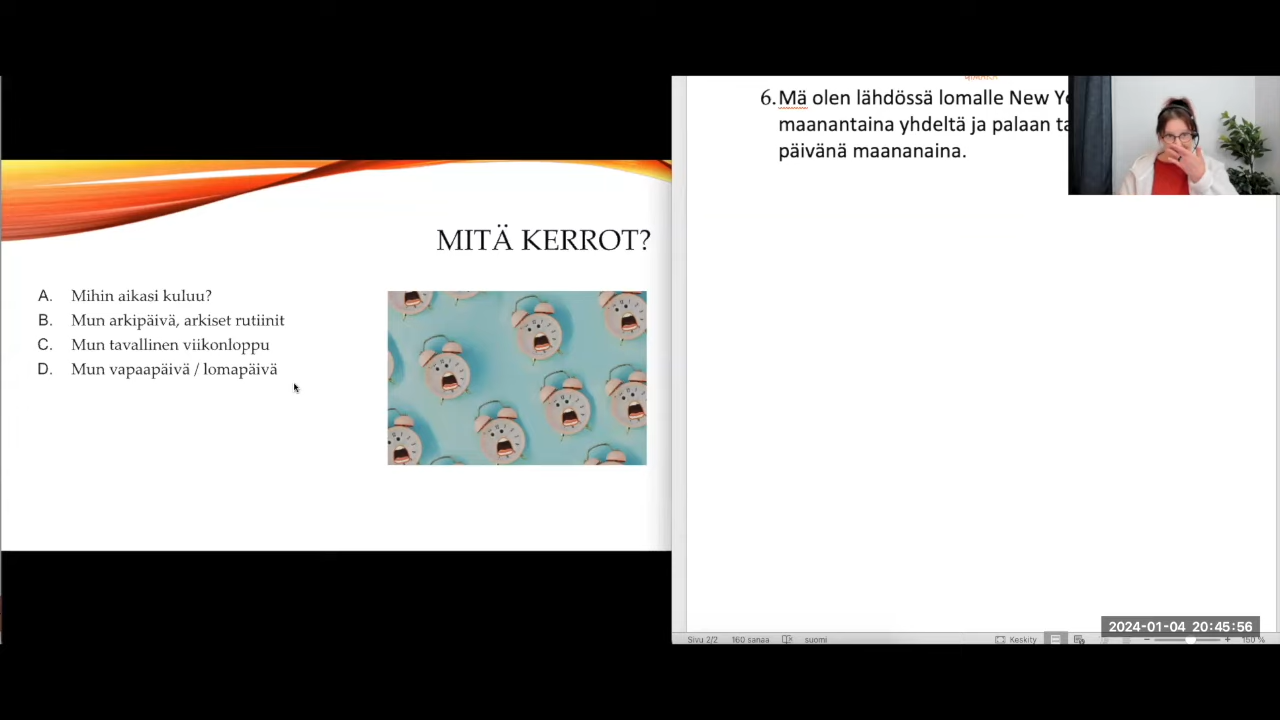 MITÄ KERROT?
A. Mihin aikasi kuluu?
B. Mun arkipäivä, arkiset rutiinit
C. Mun tavallinen viikonloppu
D. Mun vapaapäivä / lomapäivä
6. Mä olen lähdössä lomalle New
maanantaina yhdeltä ja palaan
päivänä maananaina.
2024-01-04 20:45:56
Sivu 2/2 160 sanaa suomi Keskity 150 %